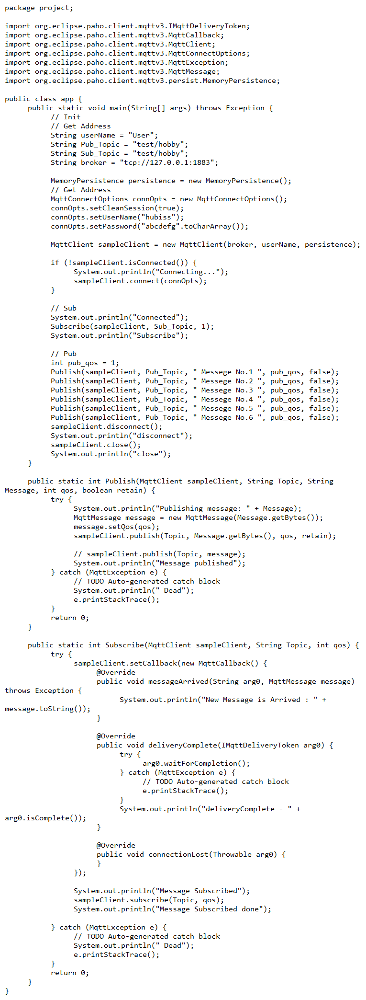 package project;

import org.eclipse.paho.client.mqttv3.IMqttDeliveryToken;
import org.eclipse.paho.client.mqttv3.MqttCallback;
import org.eclipse.paho.client.mqttv3.MqttClient;
import org.eclipse.paho.client.mqttv3.MqttConnectOptions;
import org.eclipse.paho.client.mqttv3.MqttException;
import org.eclipse.paho.client.mqttv3.MqttMessage;
import org.eclipse.paho.client.mqttv3.persist.MemoryPersistence;

public class app {
     public static void main(String[] args) throws Exception {
          // Init
          // Get Address
          String userName = "User";
          String Pub_Topic = "test/hobby";
          String Sub_Topic = "test/hobby";
          String broker = "tcp://127.0.0.1:1883";

          MemoryPersistence persistence = new MemoryPersistence();
          // Get Address
          MqttConnectOptions connOpts = new MqttConnectOptions();
          connOpts.setCleanSession(true);
          connOpts.setUserName("hubiss");
          connOpts.setPassword("abcdefg".toCharArray());

          MqttClient sampleClient = new MqttClient(broker, userName, persistence);

          if (!sampleClient.isConnected()) {
               System.out.println("Connecting...");
               sampleClient.connect(connOpts);
          }

          // Sub
          System.out.println("Connected");
          Subscribe(sampleClient, Sub_Topic, 1);
          System.out.println("Subscribe");

          // Pub
          int pub_qos = 1;
          Publish(sampleClient, Pub_Topic, " Messege No.1 ", pub_qos, false);
          Publish(sampleClient, Pub_Topic, " Messege No.2 ", pub_qos, false);
          Publish(sampleClient, Pub_Topic, " Messege No.3 ", pub_qos, false);
          Publish(sampleClient, Pub_Topic, " Messege No.4 ", pub_qos, false);
          Publish(sampleClient, Pub_Topic, " Messege No.5 ", pub_qos, false);
          Publish(sampleClient, Pub_Topic, " Messege No.6 ", pub_qos, false);
          sampleClient.disconnect();
          System.out.println("disconnect");
          sampleClient.close();
          System.out.println("close");
     }

     public static int Publish(MqttClient sampleClient, String Topic, String
Message, int qos, boolean retain) {
          try {
               System.out.println("Publishing message: " + Message);
               MqttMessage message = new MqttMessage(Message.getBytes());
               message.setQos(qos);
               sampleClient.publish(Topic, Message.getBytes(), qos, retain);

               // sampleClient.publish(Topic, message);
               System.out.println("Message published");
          } catch (MqttException e) {
               // TODO Auto-generated catch block
               System.out.println(" Dead");
               e.printStackTrace();
          }
          return 0;
     }

     public static int Subscribe(MqttClient sampleClient, String Topic, int qos) {
          try {
               sampleClient.setCallback(new MqttCallback() {
                    @Override
                    public void messageArrived(String arg0, MqttMessage message)
throws Exception {
                         System.out.println("New Message is Arrived : " +
message.toString());
                    }

                    @Override
                    public void deliveryComplete(IMqttDeliveryToken arg0) {
                         try {
                              arg0.waitForCompletion();
                         } catch (MqttException e) {
                              // TODO Auto-generated catch block
                              e.printStackTrace();
                         }
                         System.out.println("deliveryComplete - " +
arg0.isComplete());
                    }

                    @Override
                    public void connectionLost(Throwable arg0) {
                    }
               });

               System.out.println("Message Subscribed");
               sampleClient.subscribe(Topic, qos);
               System.out.println("Message Subscribed done");

          } catch (MqttException e) {
               // TODO Auto-generated catch block
               System.out.println(" Dead");
               e.printStackTrace();
          }
          return 0;
     }
}